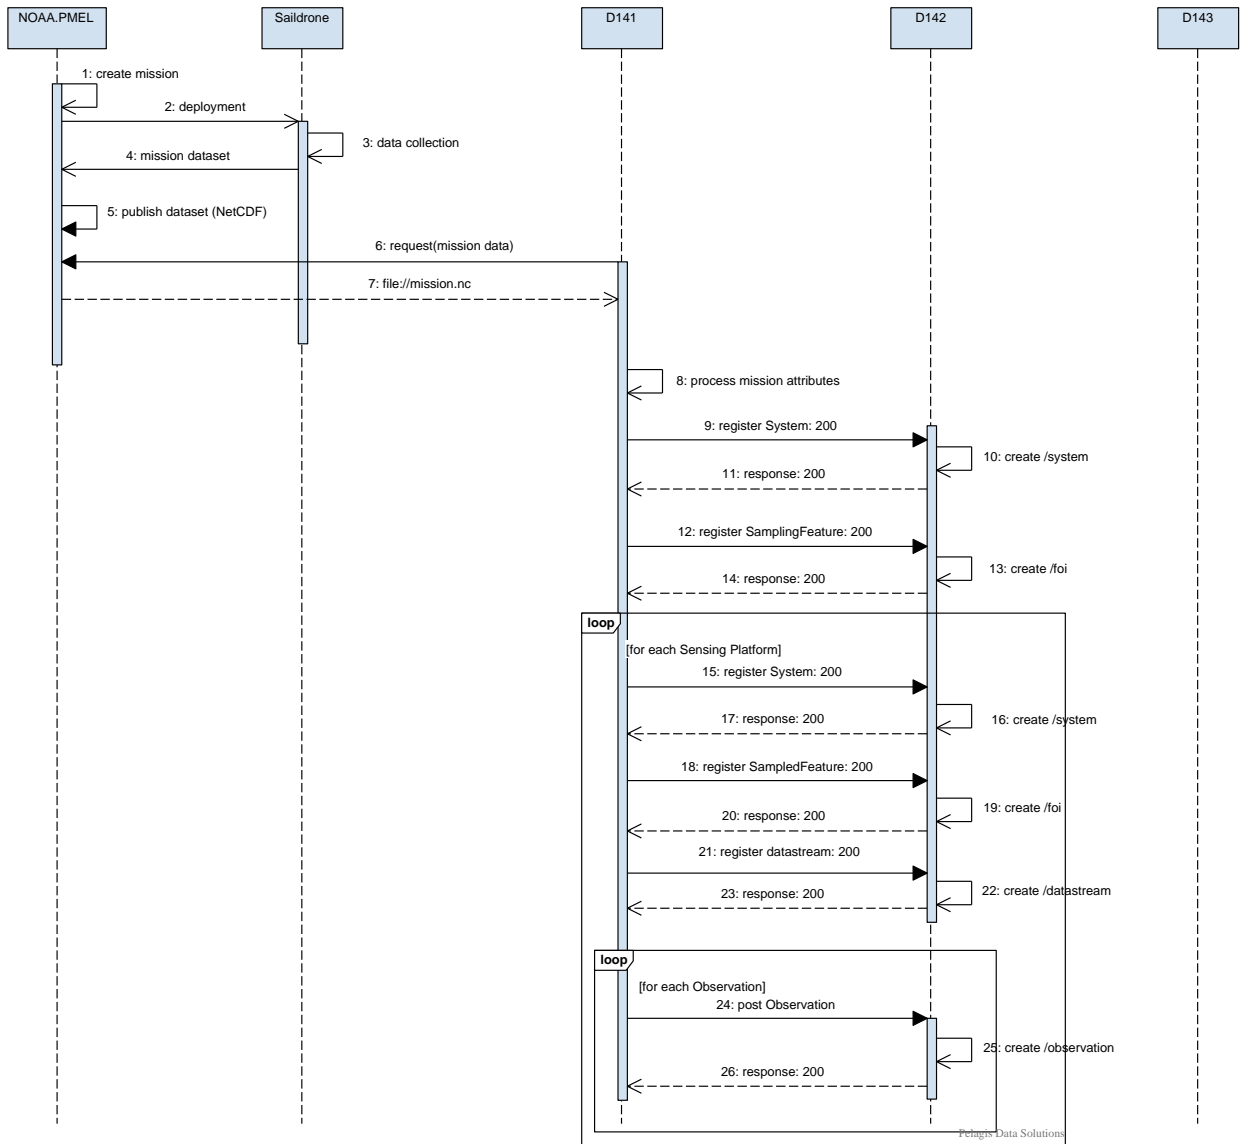 NOAA.PMEL
Saildrone
D141
D142
D143
1: create mission
2: deployment
3: data collection
4: mission dataset
5: publish dataset (NetCDF)
6: request(mission data)
7: file://mission.nc
8: process mission attributes
9: register System: 200
10: create /system
11: response: 200
12: register SamplingFeature: 200
13: create /foi
14: response: 200
loop
[for each Sensing Platform]
15: register System: 200
17: response: 200
16: create /system
18: register SampledFeature: 200
19: create /foi
20: response: 200
21: register datastream: 200
22: create /datastream
23: response: 200
loop
[for each Observation]
24: post Observation
25: create /observation
26: response: 200
Pelagis Data Solutions